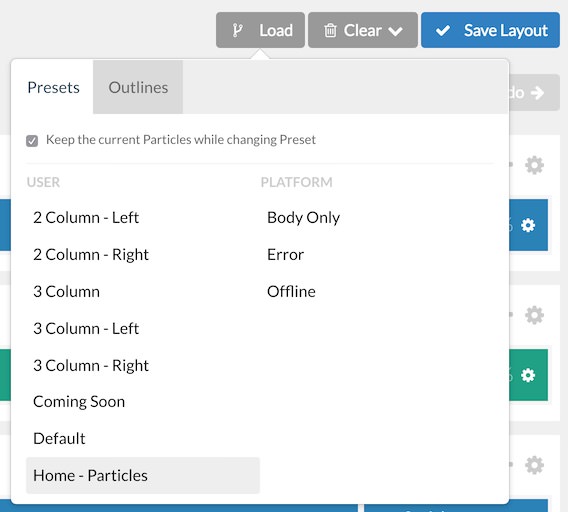 Load
Clear
Save Layout
Presets
Outlines
Keep the current Particles while changing Preset
USER
PLATFORM
2 Column - Left
Body Only
2 Column - Right
Error
3 Column
Offline
3 Column - Left
3 Column - Right
Coming Soon
Default
Home - Particles